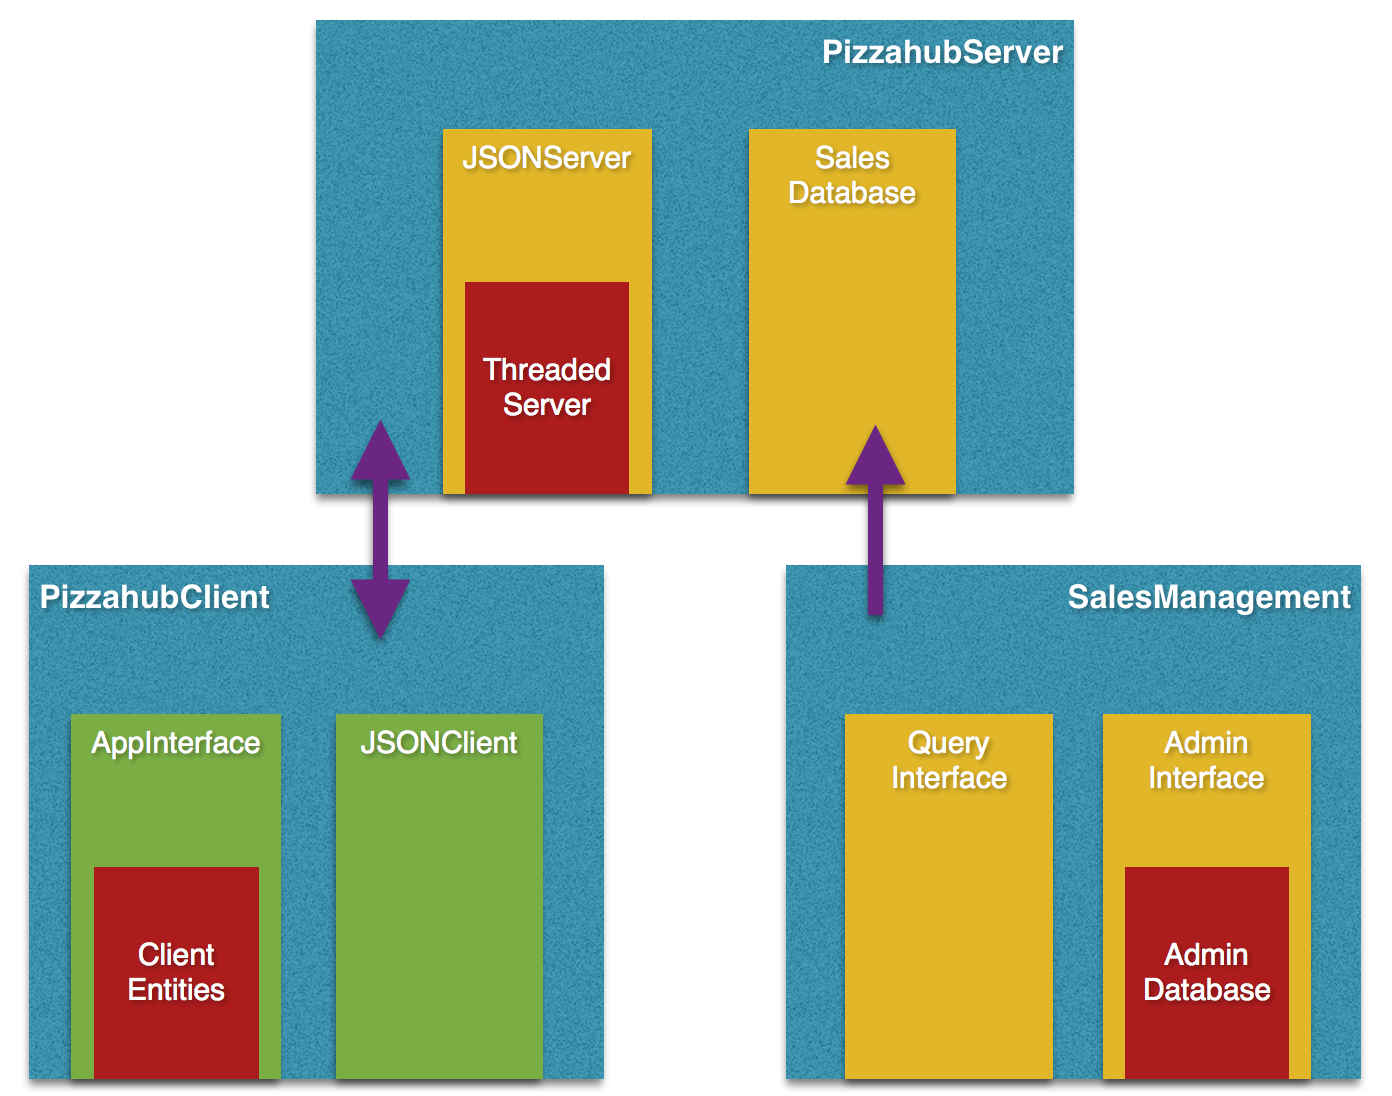 PizzahubServer
JSONServer
Sales
Database
Threaded
Server
PizzahubClient
AppInterface
JSONClient
Client
Entities
SalesManagement
Query
Interface
Admin
Interface
Admin
Database